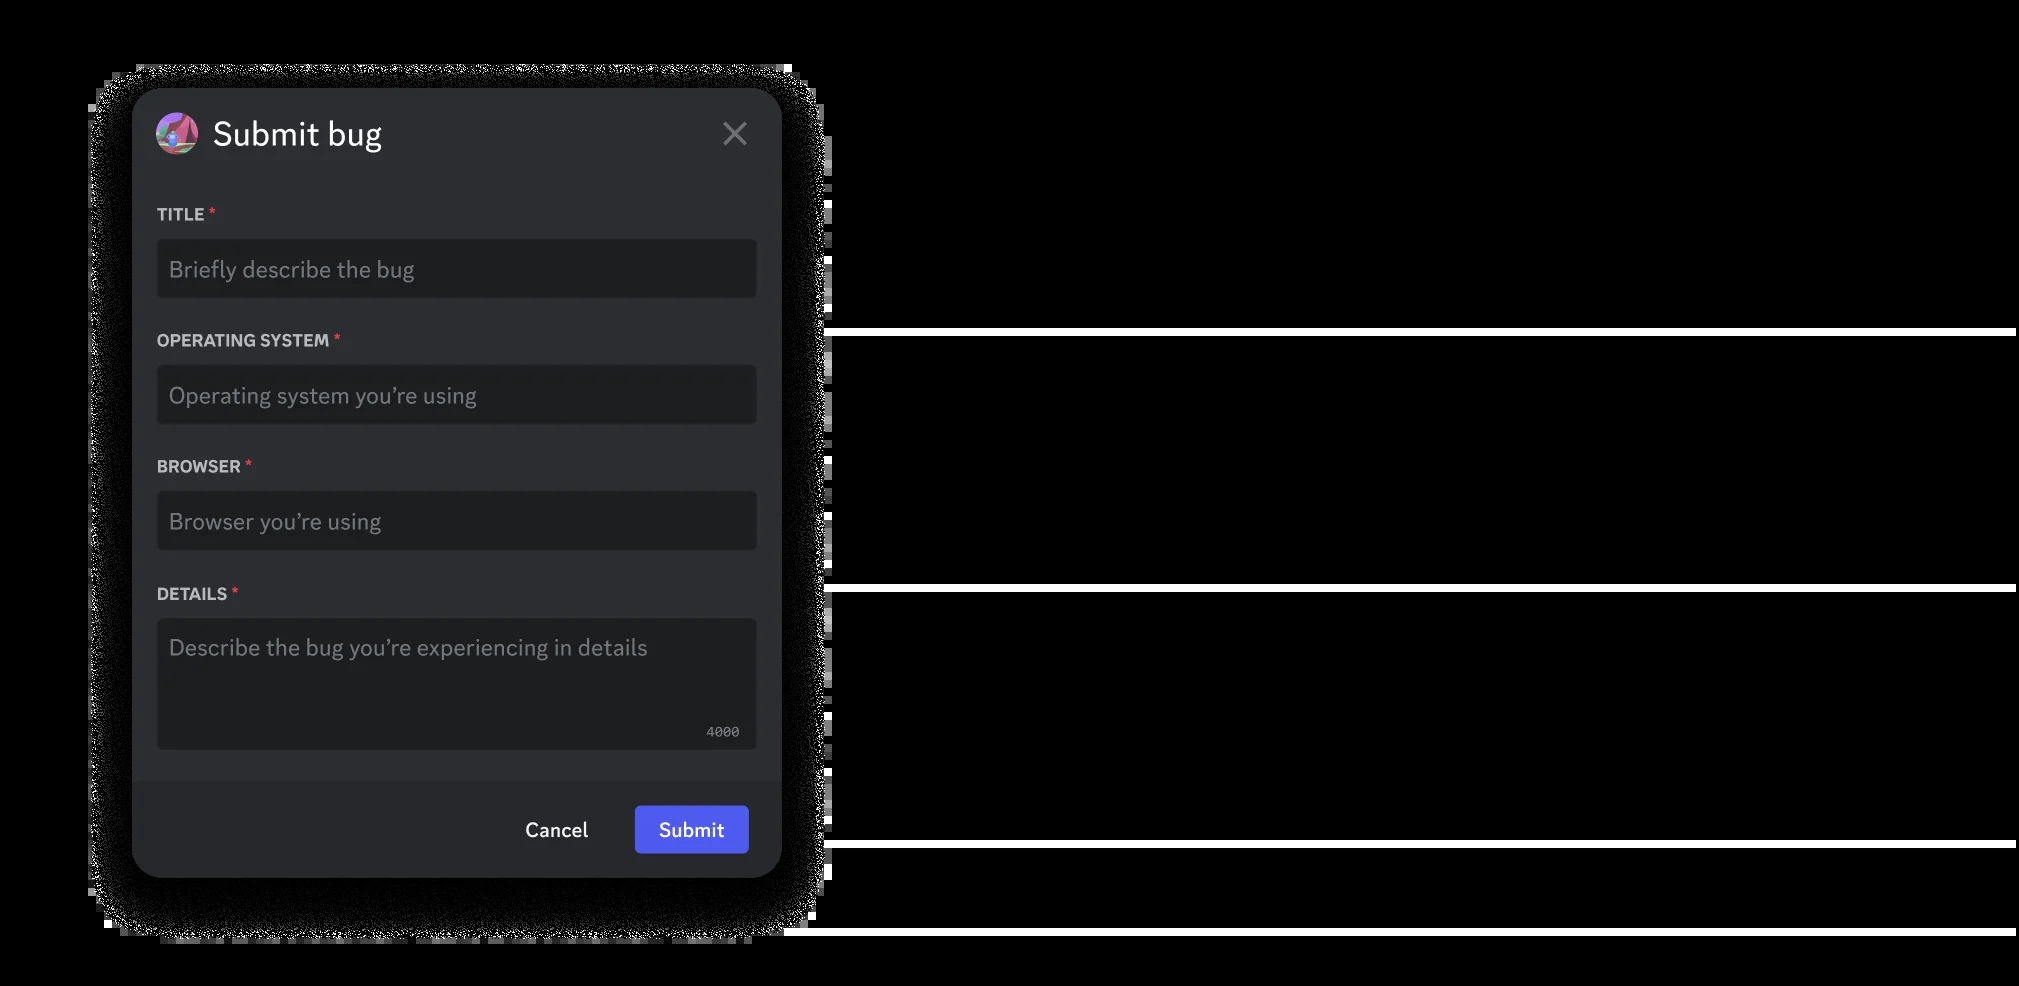 Submit bug
TITLE *
Briefly describe the bug
OPERATING SYSTEM *
Operating system you’re using
BROWSER *
Browser you’re using
DETAILS *
Describe the bug you’re experiencing in details
4000
Cancel Submit